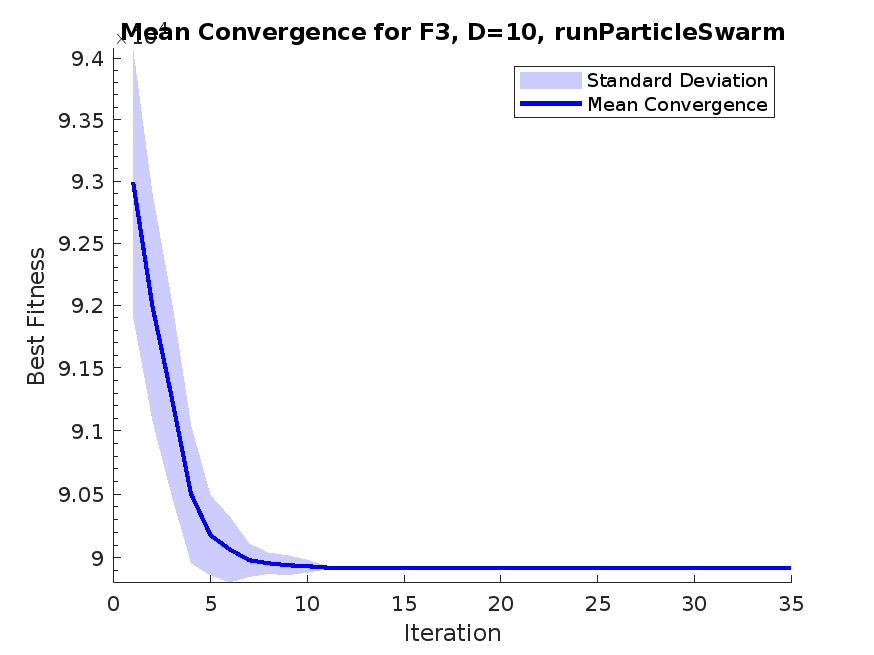 Mean Convergence for F3, D=10, runParticleSwarm
×10⁴
9.4
9.35
9.3
9.25
9.2
9.15
9.1
9.05
9
Best Fitness
Standard Deviation
Mean Convergence
0 5 10 15 20 25 30 35
Iteration